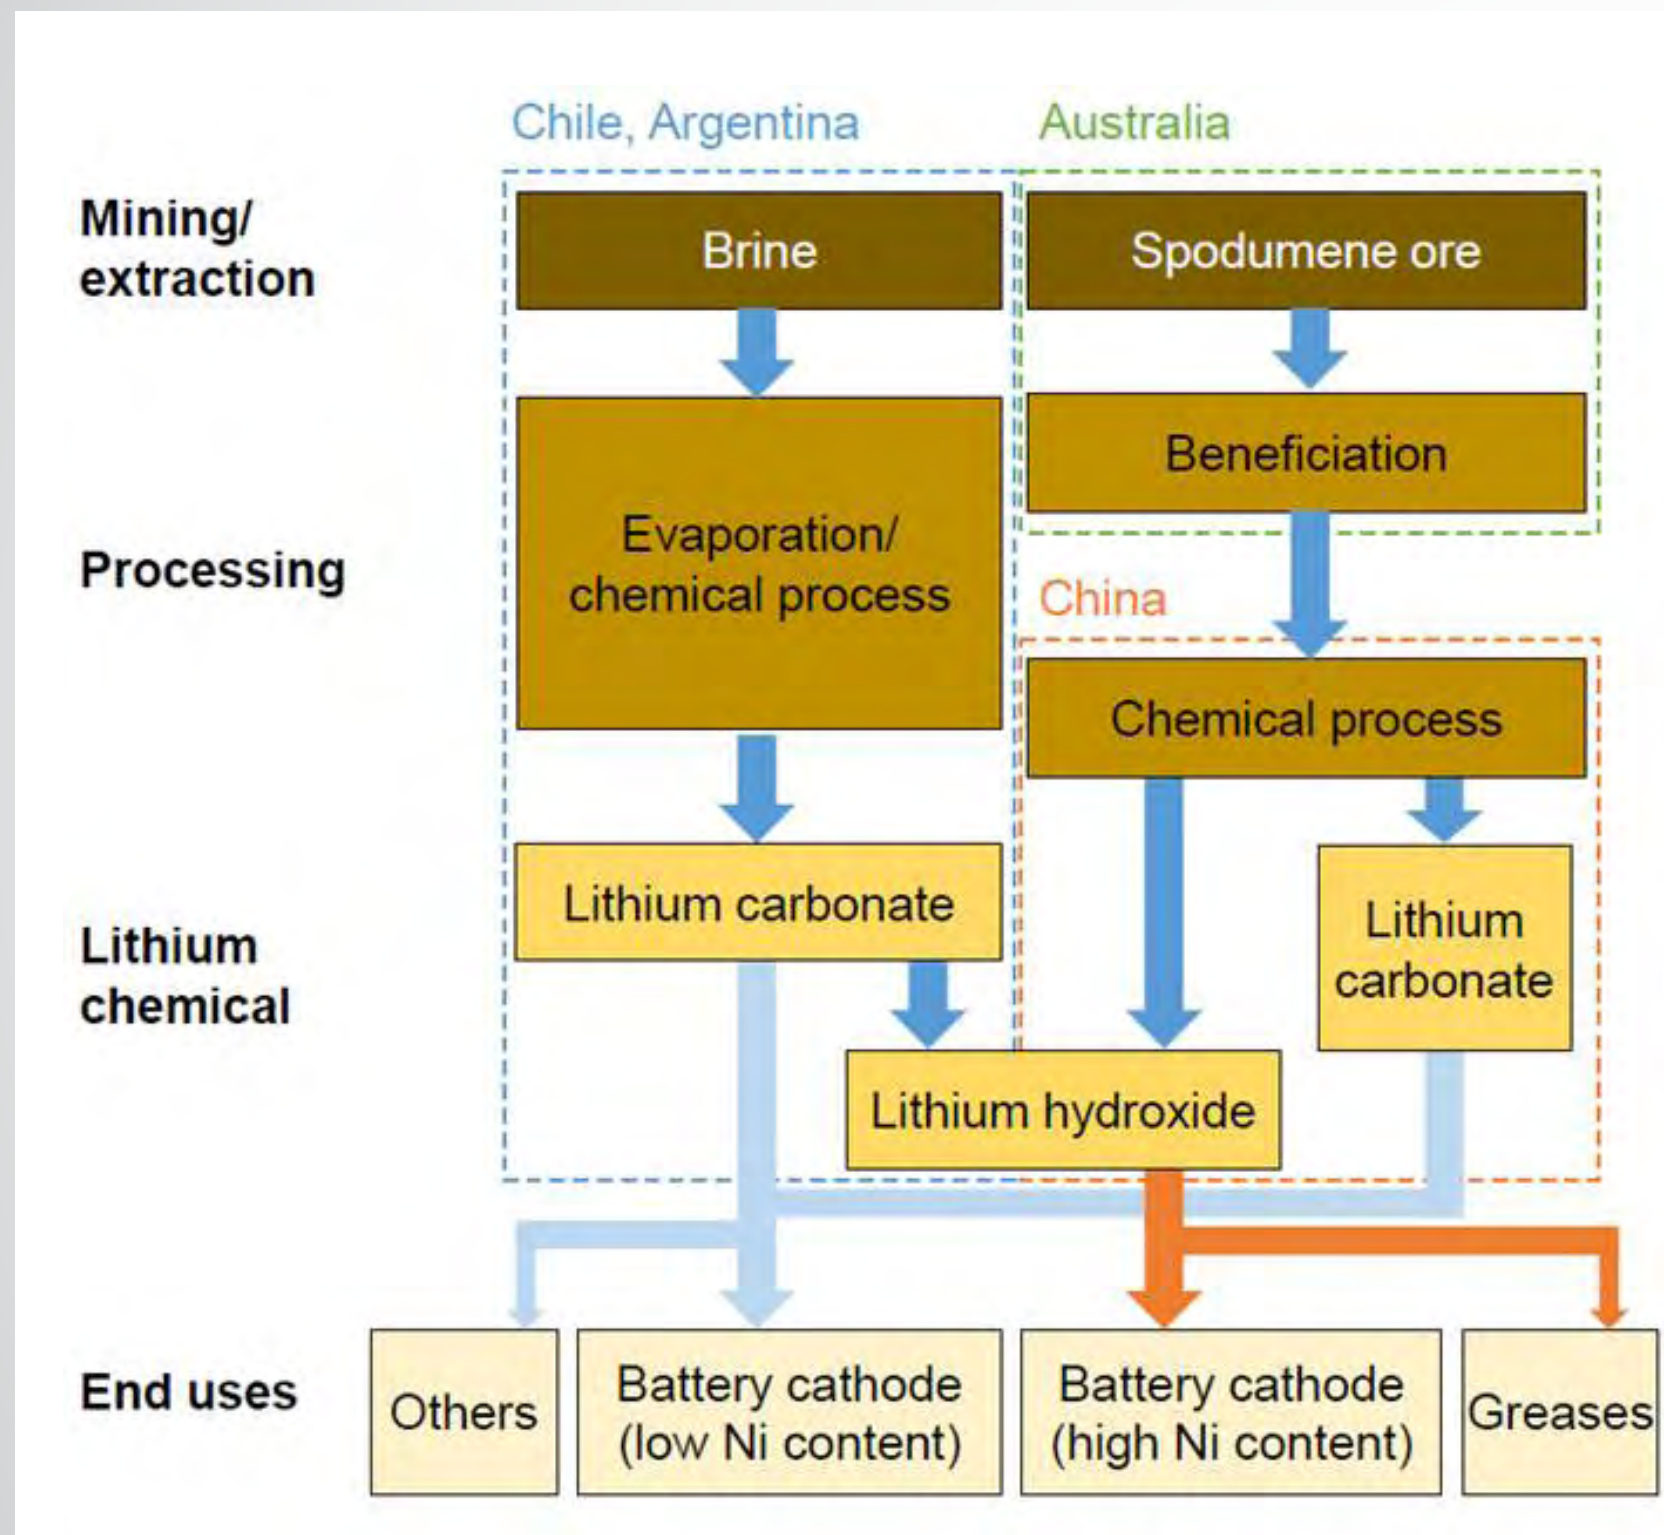 Chile, Argentina
Australia
Mining/
extraction
Brine
Spodumene ore
Beneficiation
Processing
Evaporation/
chemical process
China
Chemical process
Lithium
chemical
Lithium carbonate
Lithium
carbonate
Lithium hydroxide
End uses
Others
Battery cathode
(low Ni content)
Battery cathode
(high Ni content)
Greases